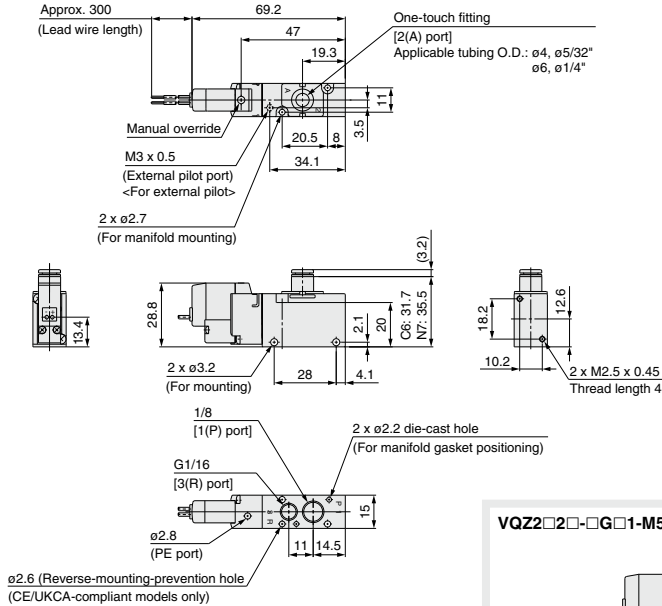 Approx. 300
(Lead wire length)
69.2
47
19.3
One-touch fitting
[2(A) port]
Applicable tubing O.D.: ø4, ø5/32"
ø6, ø1/4"
A
2
11
3.5
Manual override
20.5
8
M3 x 0.5
(External pilot port)
<For external pilot>
34.1
2 x ø2.7
(For manifold mounting)
(3.2)
13.4
28.8
2.1
20
C6: 31.7
N7: 35.5
18.2
12.6
10.2
2 x ø3.2
(For mounting)
28
4.1
2 x M2.5 x 0.45
Thread length 4
1/8
[1(P) port]
2 x ø2.2 die-cast hole
(For manifold gasket positioning)
G1/16
[3(R) port]
P
R
15
ø2.8
(PE port)
11
14.5
ø2.6 (Reverse-mounting-prevention hole
(CE/UKCA-compliant models only)
VQZ2□2□-□G□1-M5